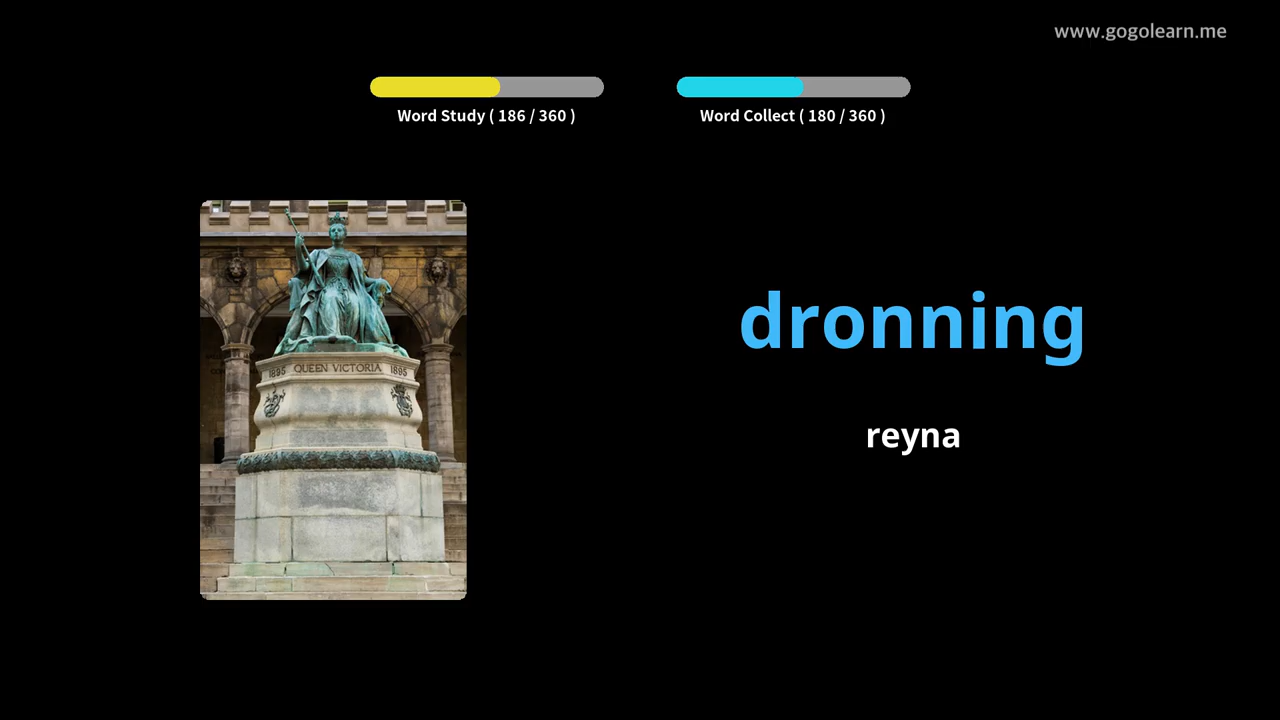 www.gogolearn.me
Word Study ( 186 / 360 )
Word Collect ( 180 / 360 )
1895 QUEEN VICTORIA 1895
dronning
reyna